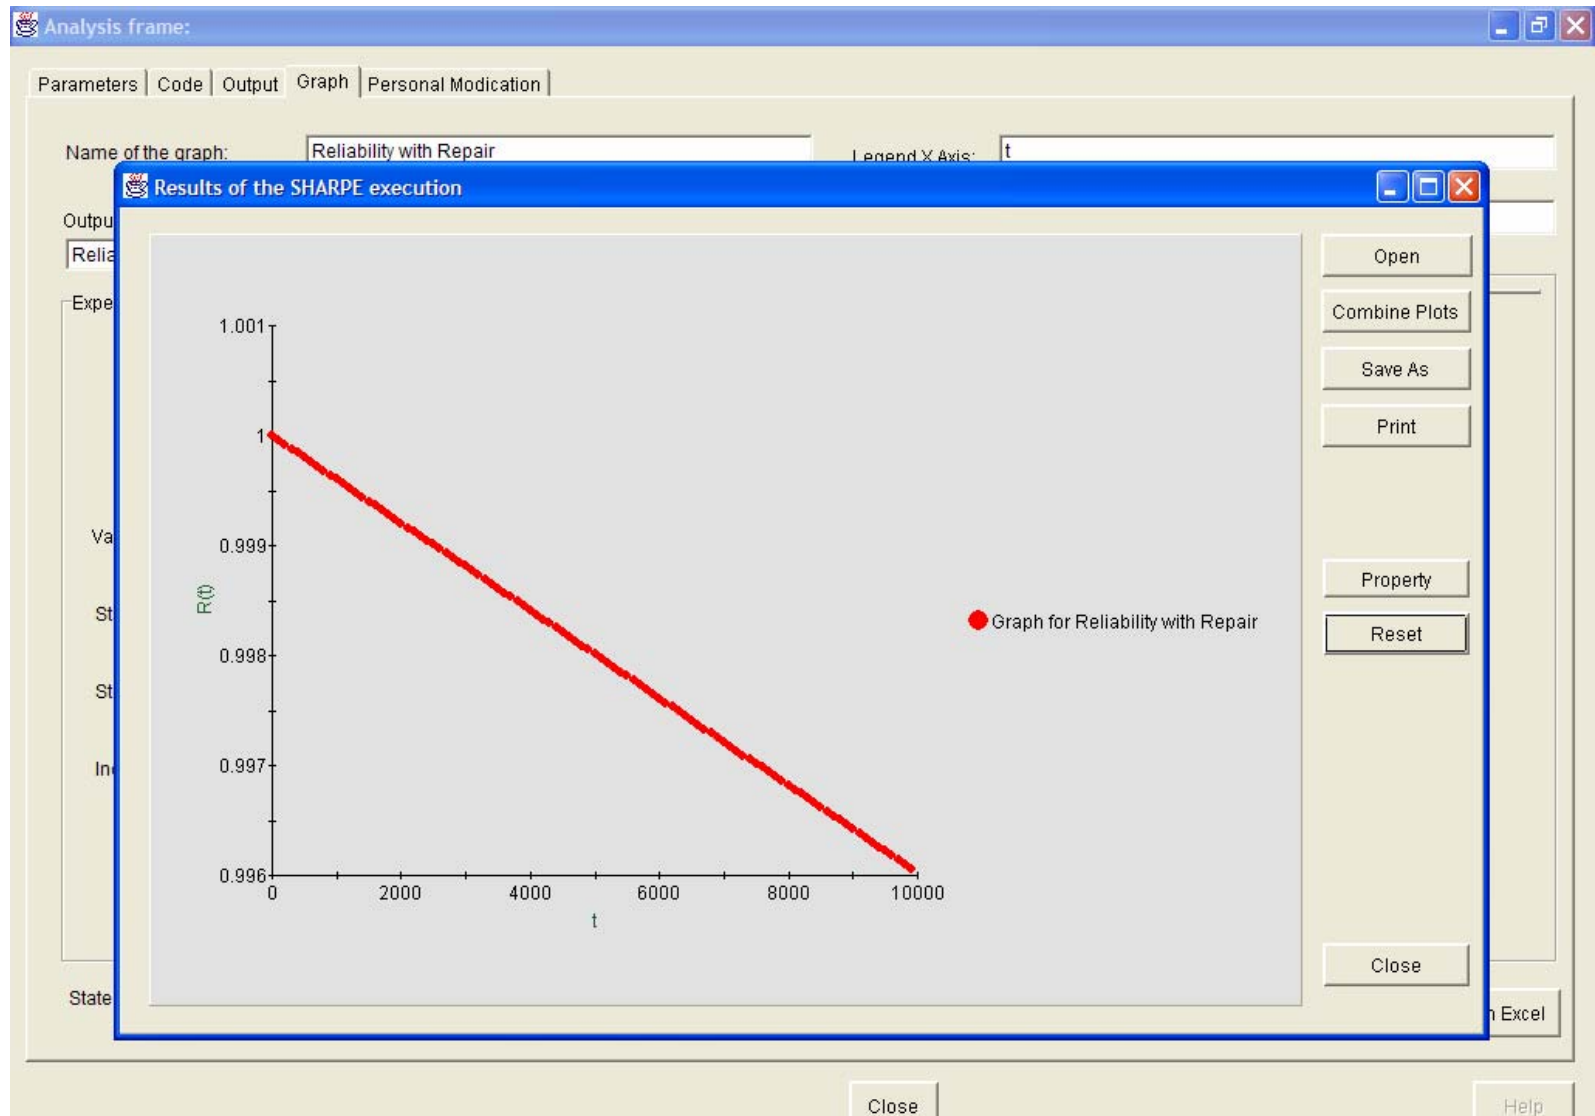 Analysis frame:
Parameters Code Output Graph Personal Modication
Name of the graph: Reliability with Repair Legend X Axis: t
Results of the SHARPE execution
Outpu
Relia
Open
Expe
Combine Plots
1.001
Save As
Print
1
Va
0.999
Property
St
R(t)
Graph for Reliability with Repair
Reset
0.998
St
0.997
In
0.996
0 2000 4000 6000 8000 10000
t
Close
State
n Excel
Close Help